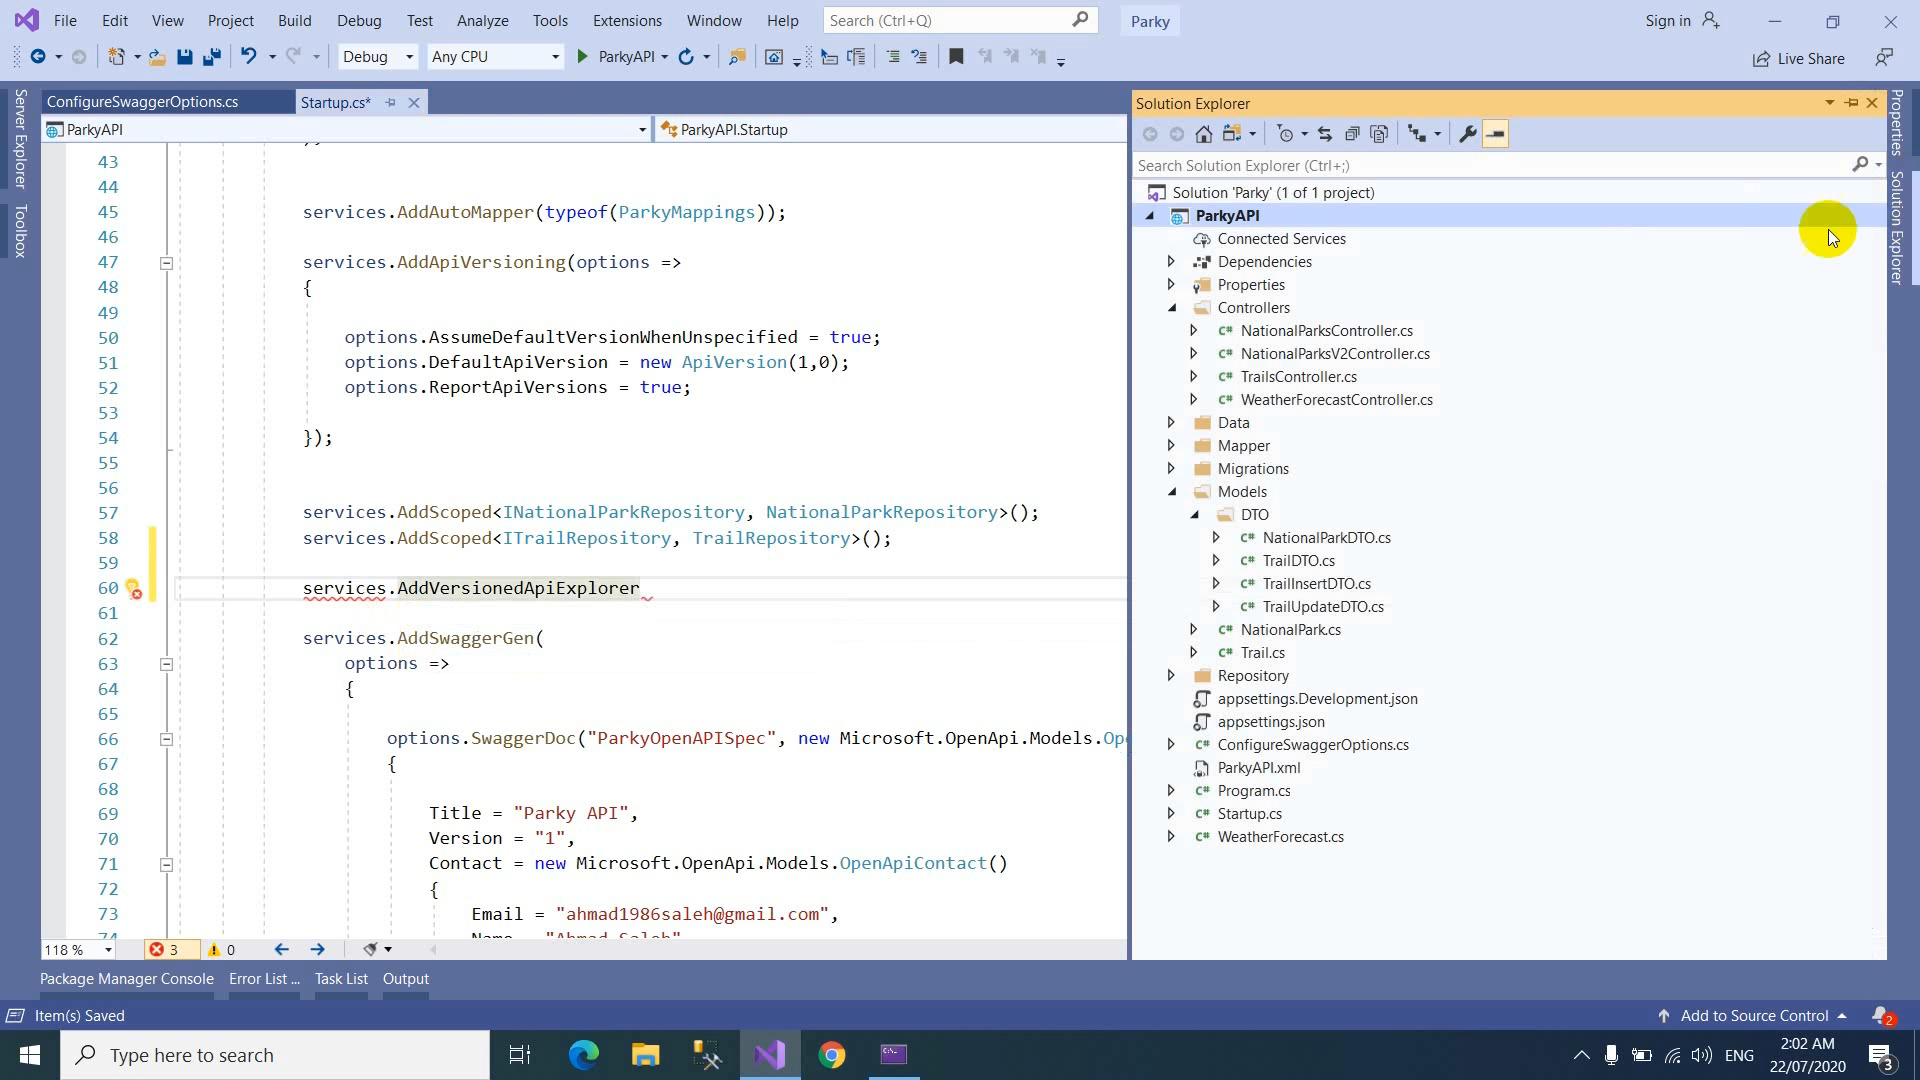 File Edit View Project Build Debug Test Analyze Tools Extensions Window Help Search (Ctrl+Q) Parky Sign in
Debug Any CPU ParkyAPI Live Share
Server Explorer
Toolbox
ConfigureSwaggerOptions.cs Startup.cs*
ParkyAPI ParkyAPI.Startup
43
44
45 services.AddAutoMapper(typeof(ParkyMappings));
46
47 services.AddApiVersioning(options =>
48 {
49
50 options.AssumeDefaultVersionWhenUnspecified = true;
51 options.DefaultApiVersion = new ApiVersion(1,0);
52 options.ReportApiVersions = true;
53
54 });
55
56
57 services.AddScoped<INationalParkRepository, NationalParkRepository>();
58 services.AddScoped<ITrailRepository, TrailRepository>();
59
60 services.AddVersionedApiExplorer
61
62 services.AddSwaggerGen(
63 options =>
64 {
65
66 options.SwaggerDoc("ParkyOpenAPISpec", new Microsoft.OpenApi.Models.Ope
67 {
68
69 Title = "Parky API",
70 Version = "1",
71 Contact = new Microsoft.OpenApi.Models.OpenApiContact()
72 {
73 Email = "ahmad1986saleh@gmail.com",
74 Name = "Ahmad Saleh"
118 % 3 0
Solution Explorer
Search Solution Explorer (Ctrl+;)
Solution 'Parky' (1 of 1 project)
ParkyAPI
Connected Services
Dependencies
Properties
Controllers
C# NationalParksController.cs
C# NationalParksV2Controller.cs
C# TrailsController.cs
C# WeatherForecastController.cs
Data
Mapper
Migrations
Models
DTO
C# NationalParkDTO.cs
C# TrailDTO.cs
C# TrailInsertDTO.cs
C# TrailUpdateDTO.cs
C# NationalPark.cs
C# Trail.cs
Repository
appsettings.Development.json
appsettings.json
C# ConfigureSwaggerOptions.cs
ParkyAPI.xml
C# Program.cs
C# Startup.cs
C# WeatherForecast.cs
Properties
Solution Explorer
Package Manager Console Error List ... Task List Output
Item(s) Saved Add to Source Control 2
Type here to search ENG 2:02 AM
22/07/2020 3